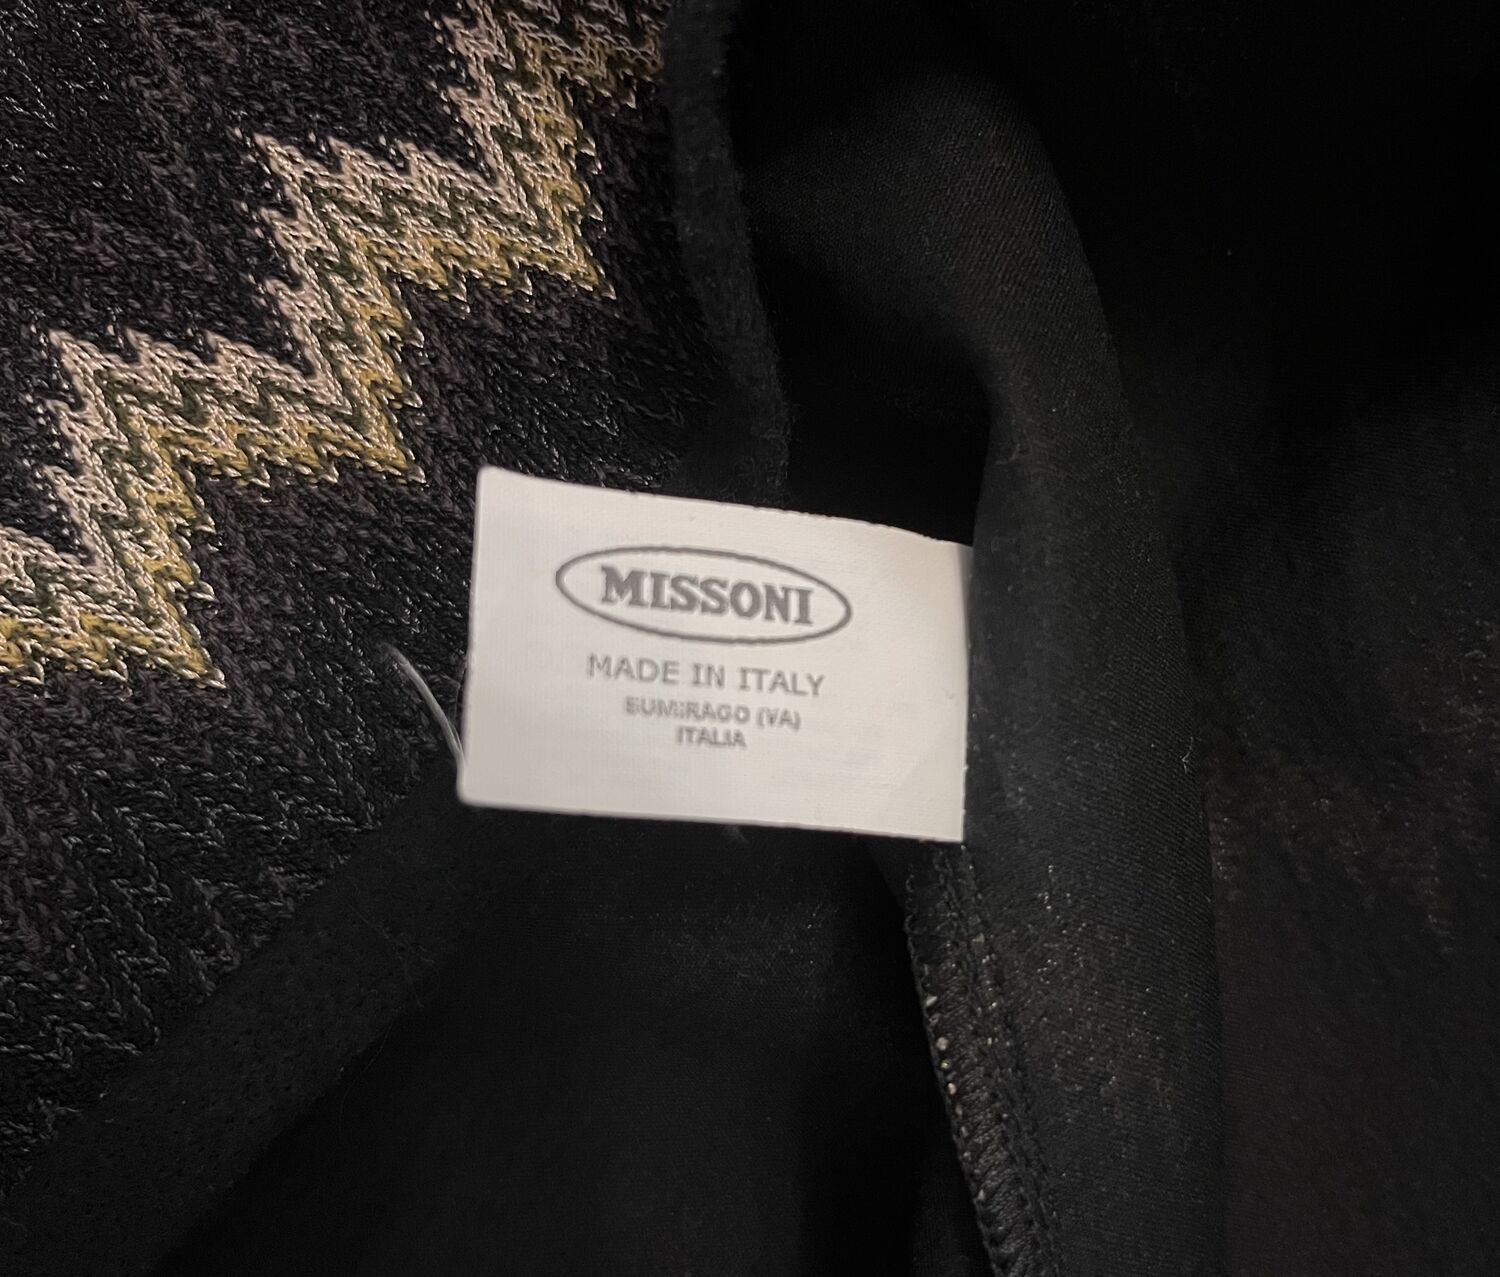 MISSONI
MADE IN ITALY
SUMIRAGO (VA)
ITALIA